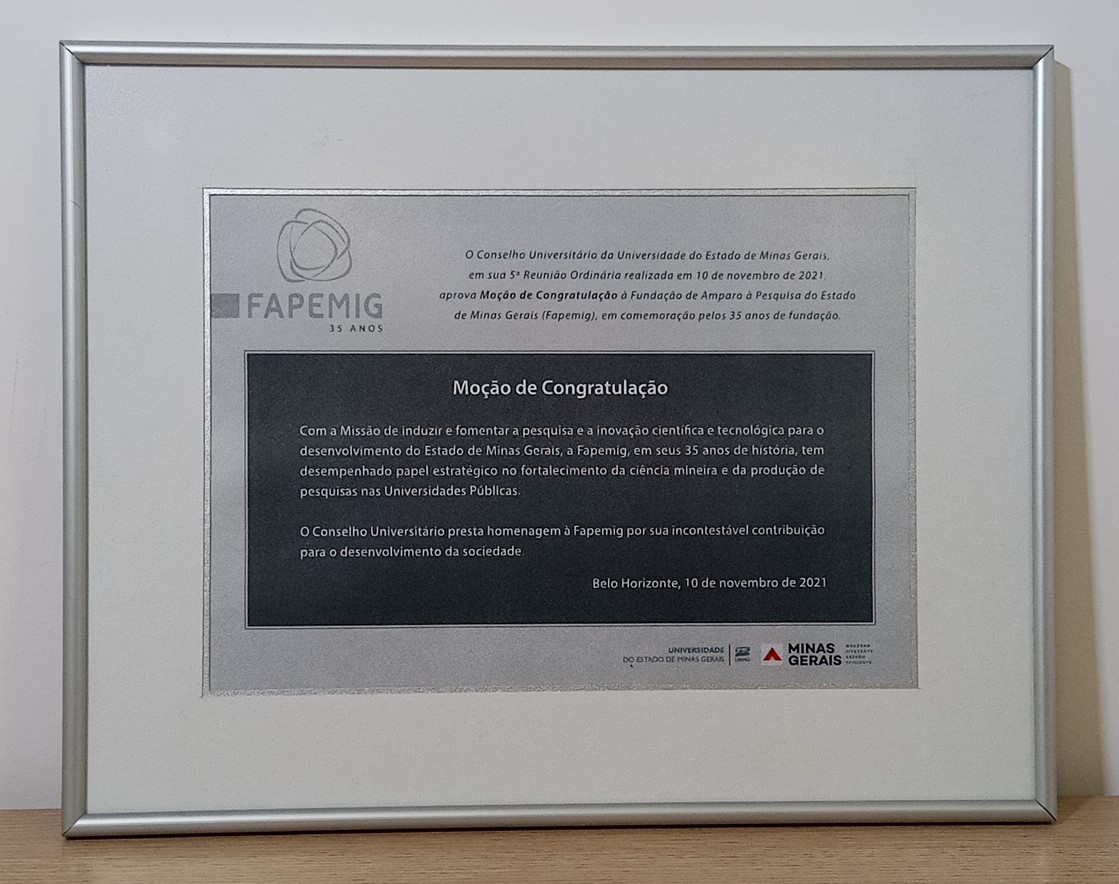 FAPEMIG
35 ANOS
O Conselho Universitário da Universidade do Estado de Minas Gerais,
em sua 5ª Reunião Ordinária realizada em 10 de novembro de 2021,
aprova Moção de Congratulação à Fundação de Amparo à Pesquisa do Estado
de Minas Gerais (Fapemig), em comemoração pelos 35 anos de fundação.
Moção de Congratulação
Com a Missão de induzir e fomentar a pesquisa e a inovação científica e tecnológica para o
desenvolvimento do Estado de Minas Gerais, a Fapemig, em seus 35 anos de história, tem
desempenhado papel estratégico no fortalecimento da ciência mineira e da produção de
pesquisas nas Universidades Públicas.
O Conselho Universitário presta homenagem à Fapemig por sua incontestável contribuição
para o desenvolvimento da sociedade.
Belo Horizonte, 10 de novembro de 2021
UNIVERSIDADE
DO ESTADO DE MINAS GERAIS
UEMG
MINAS
GERAIS